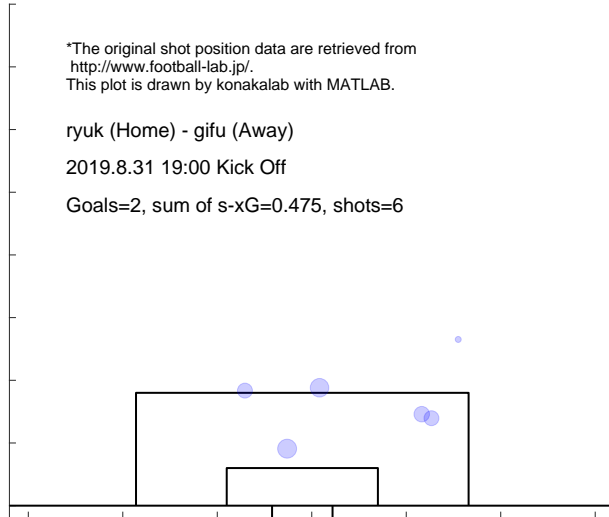 *The original shot position data are retrieved from
http://www.football-lab.jp/.
This plot is drawn by konakalab with MATLAB.
ryuk (Home) - gifu (Away)
2019.8.31 19:00 Kick Off
Goals=2, sum of s-xG=0.475, shots=6